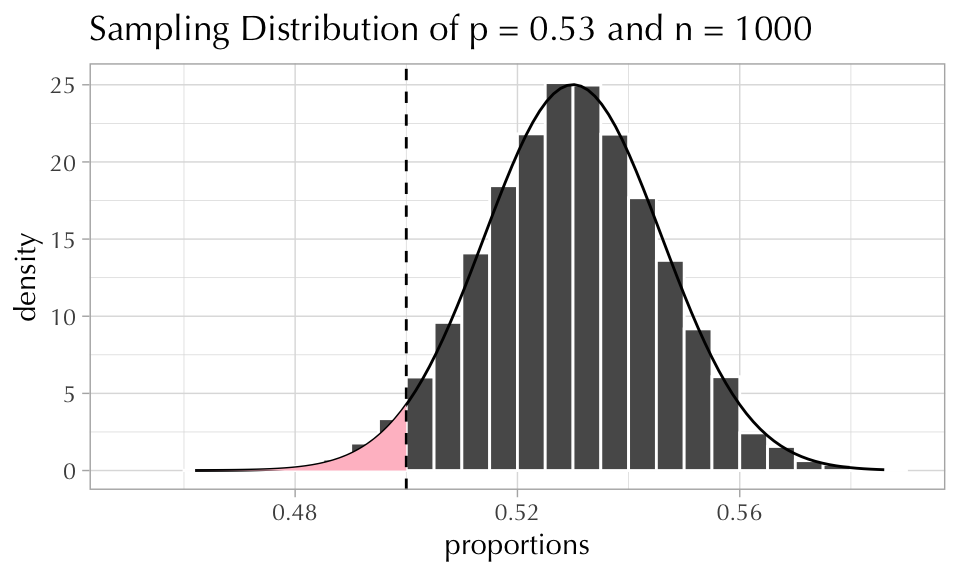 Sampling Distribution of p = 0.53 and n = 1000
25
20
15
10
5
0
density
0.48 0.52 0.56
proportions